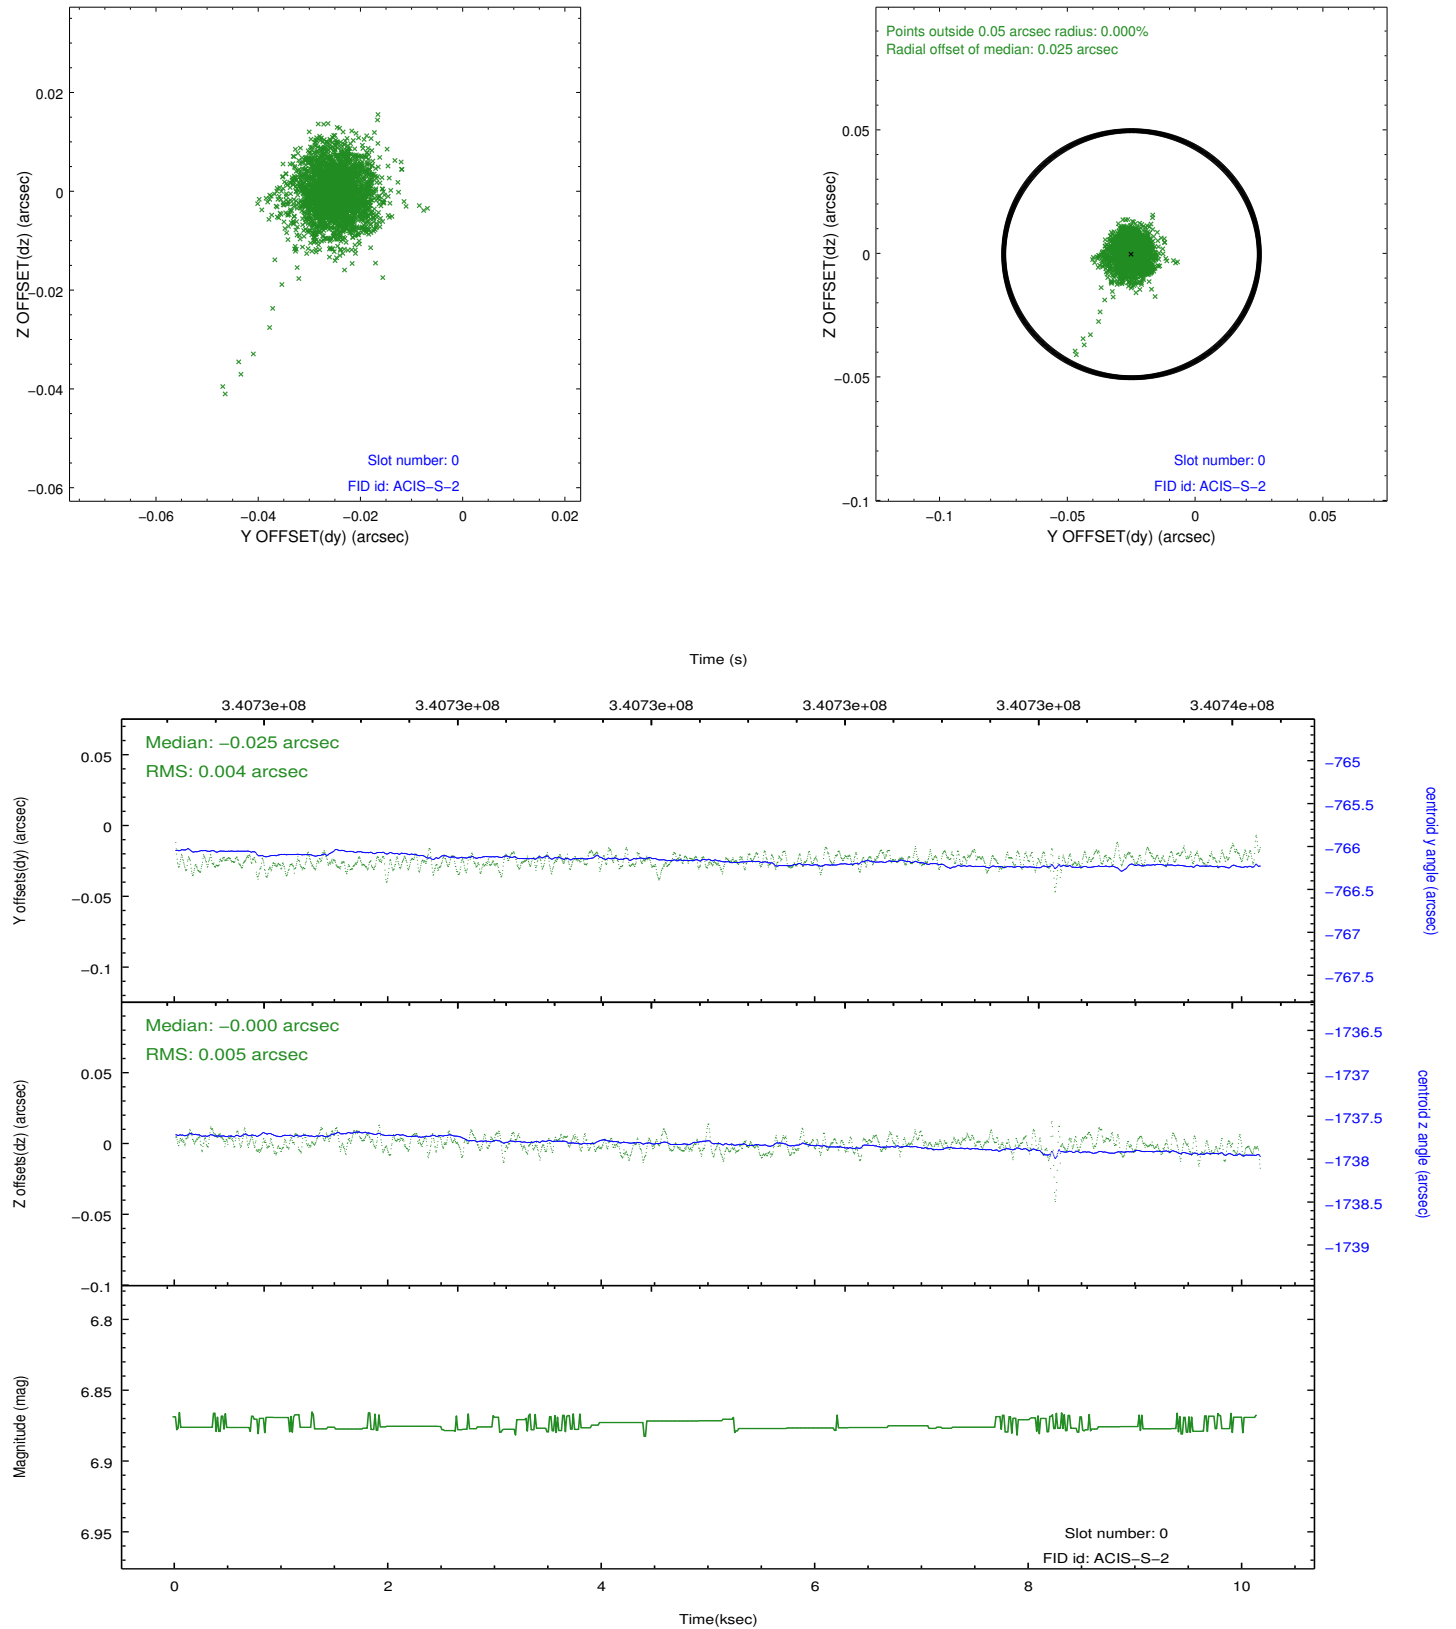 0.02
0
−0.02
−0.04
−0.06
Z OFFSET(dz) (arcsec)
Slot number: 0
FID id: ACIS−S−2
−0.06
−0.04
−0.02
0
0.02
Y OFFSET(dy) (arcsec)
Points outside 0.05 arcsec radius: 0.000%
Radial offset of median: 0.025 arcsec
0.05
0
−0.05
−0.1
Z OFFSET(dz) (arcsec)
Slot number: 0
FID id: ACIS−S−2
−0.1
−0.05
0
0.05
Y OFFSET(dy) (arcsec)
Time (s)
3.4073e+08
3.4073e+08
3.4073e+08
3.4073e+08
3.4073e+08
3.4074e+08
Median: −0.025 arcsec
RMS: 0.004 arcsec
0.05
0
−0.05
−0.1
Y offsets(dy) (arcsec)
−765
−765.5
−766
−766.5
−767
−767.5
centroid y angle (arcsec)
Median: −0.000 arcsec
RMS: 0.005 arcsec
0.05
0
−0.05
−0.1
Z offsets(dz) (arcsec)
−1736.5
−1737
−1737.5
−1738
−1738.5
−1739
centroid z angle (arcsec)
6.8
6.85
6.9
6.95
Magnitude (mag)
Slot number: 0
FID id: ACIS−S−2
0
2
4
6
8
10
Time(ksec)